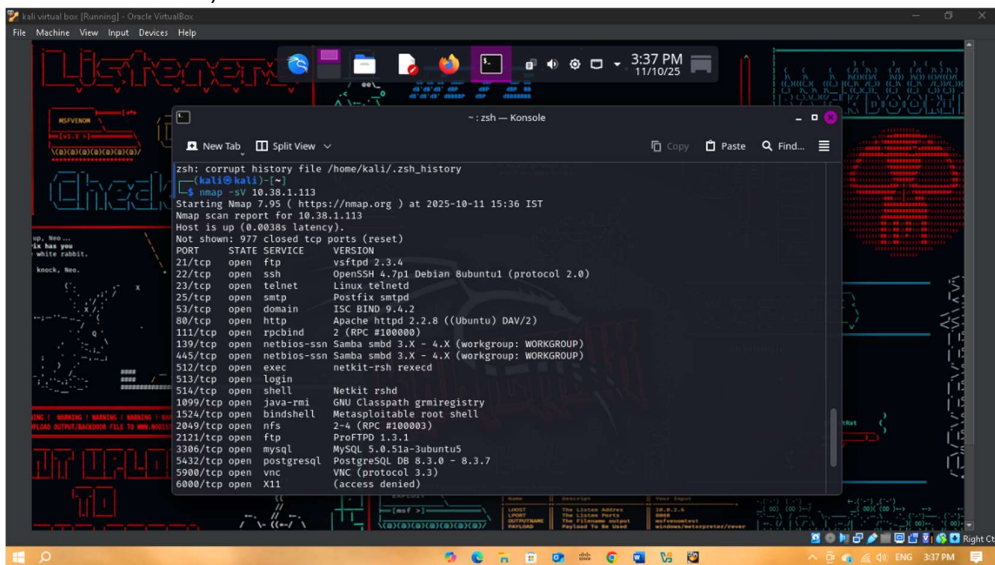 kali virtual box [Running] - Oracle VirtualBox
File Machine View Input Devices Help
3:37 PM
11/10/25
MSFVENOM
~ : zsh — Konsole
New Tab Split View Copy Paste Find...
zsh: corrupt history file /home/kali/.zsh_history
(kali㉿kali)-[~]
$ nmap -sV 10.38.1.113
Starting Nmap 7.95 ( https://nmap.org ) at 2025-10-11 15:36 IST
Nmap scan report for 10.38.1.113
Host is up (0.0038s latency).
Not shown: 977 closed tcp ports (reset)
PORT STATE SERVICE VERSION
21/tcp open ftp vsftpd 2.3.4
22/tcp open ssh OpenSSH 4.7p1 Debian 8ubuntu1 (protocol 2.0)
23/tcp open telnet Linux telnetd
25/tcp open smtp Postfix smtpd
53/tcp open domain ISC BIND 9.4.2
80/tcp open http Apache httpd 2.2.8 ((Ubuntu) DAV/2)
111/tcp open rpcbind 2 (RPC #100000)
139/tcp open netbios-ssn Samba smbd 3.X - 4.X (workgroup: WORKGROUP)
445/tcp open netbios-ssn Samba smbd 3.X - 4.X (workgroup: WORKGROUP)
512/tcp open exec netkit-rsh rexecd
513/tcp open login
514/tcp open shell Netkit rshd
1099/tcp open java-rmi GNU Classpath grmiregistry
1524/tcp open bindshell Metasploitable root shell
2049/tcp open nfs 2-4 (RPC #100003)
2121/tcp open ftp ProFTPD 1.3.1
3306/tcp open mysql MySQL 5.0.51a-3ubuntu5
5432/tcp open postgresql PostgreSQL DB 8.3.0 - 8.3.7
5900/tcp open vnc VNC (protocol 3.3)
6000/tcp open X11 (access denied)
up, Neo...
ix has you
white rabbit.
knock, Neo.
Right Ct
ENG 3:37 PM